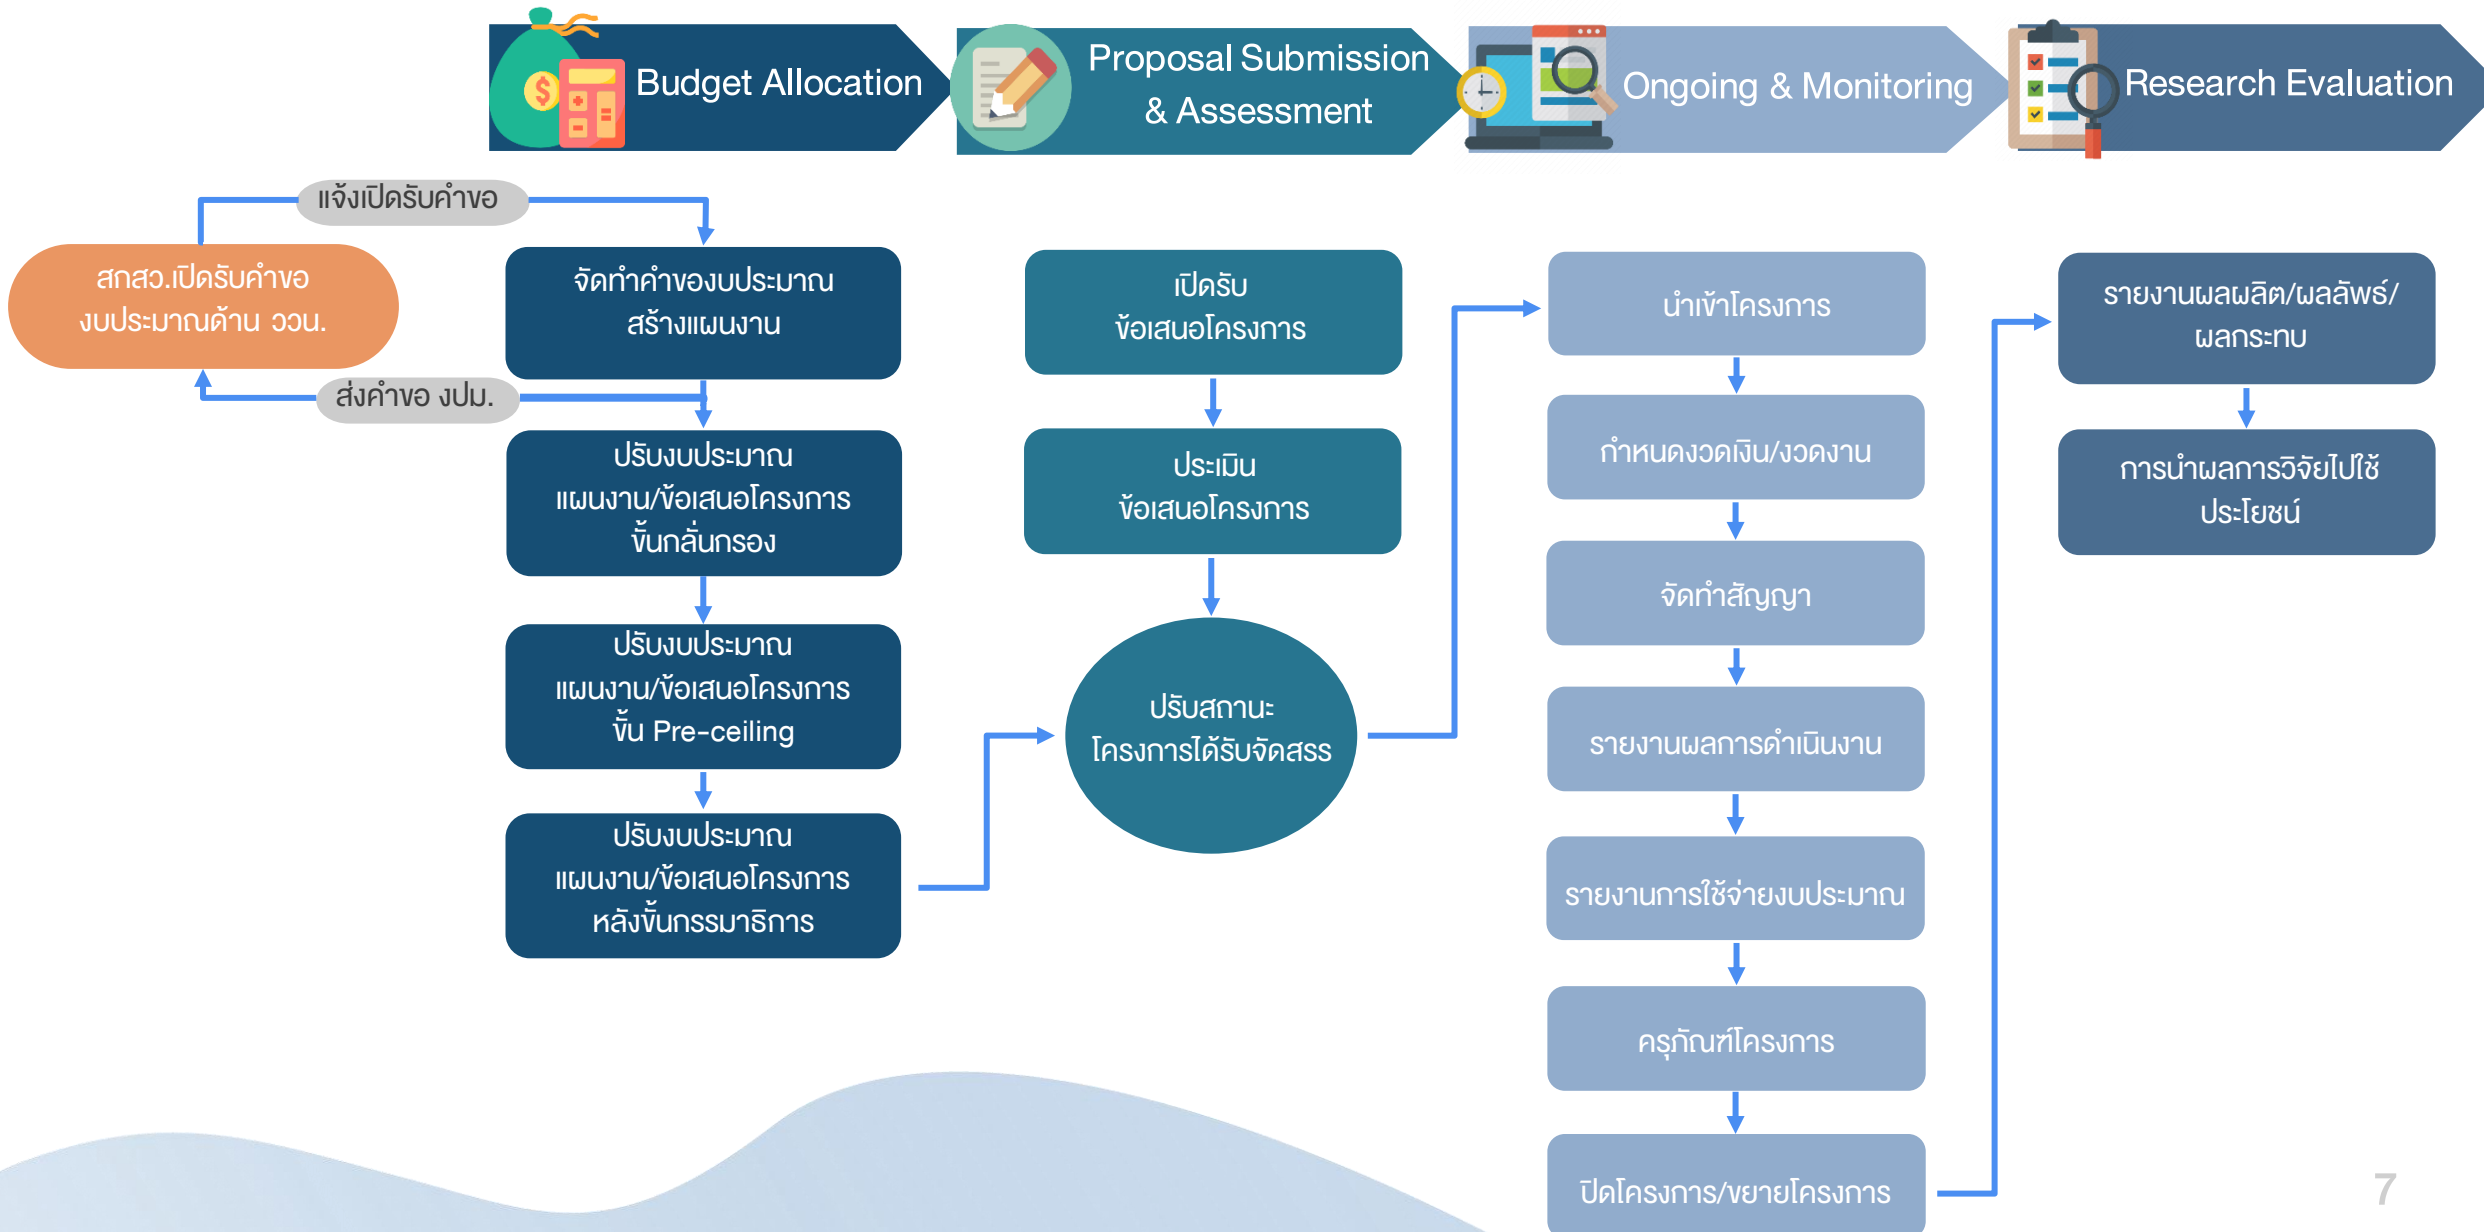 Budget Allocation
Proposal Submission
& Assessment
Ongoing & Monitoring
Research Evaluation
แจ้งเปิดรับคำขอ
สกสว.เปิดรับคำขอ
งบประมาณด้าน ววน.
ส่งคำขอ งปม.
จัดทำคำของบประมาณ
สร้างแผนงาน
ปรับงบประมาณ
แผนงาน/ข้อเสนอโครงการ
ขั้นกลั่นกรอง
ปรับงบประมาณ
แผนงาน/ข้อเสนอโครงการ
ขั้น Pre-ceiling
ปรับงบประมาณ
แผนงาน/ข้อเสนอโครงการ
หลังขั้นกรรมาธิการ
เปิดรับ
ข้อเสนอโครงการ
ประเมิน
ข้อเสนอโครงการ
ปรับสถานะ
โครงการได้รับจัดสรร
นำเข้าโครงการ
กำหนดงวดเงิน/งวดงาน
จัดทำสัญญา
รายงานผลการดำเนินงาน
รายงานการใช้จ่ายงบประมาณ
ครุภัณฑ์โครงการ
ปิดโครงการ/ขยายโครงการ
รายงานผลผลิต/ผลลัพธ์/
ผลกระทบ
การนำผลการวิจัยไปใช้
ประโยชน์
7